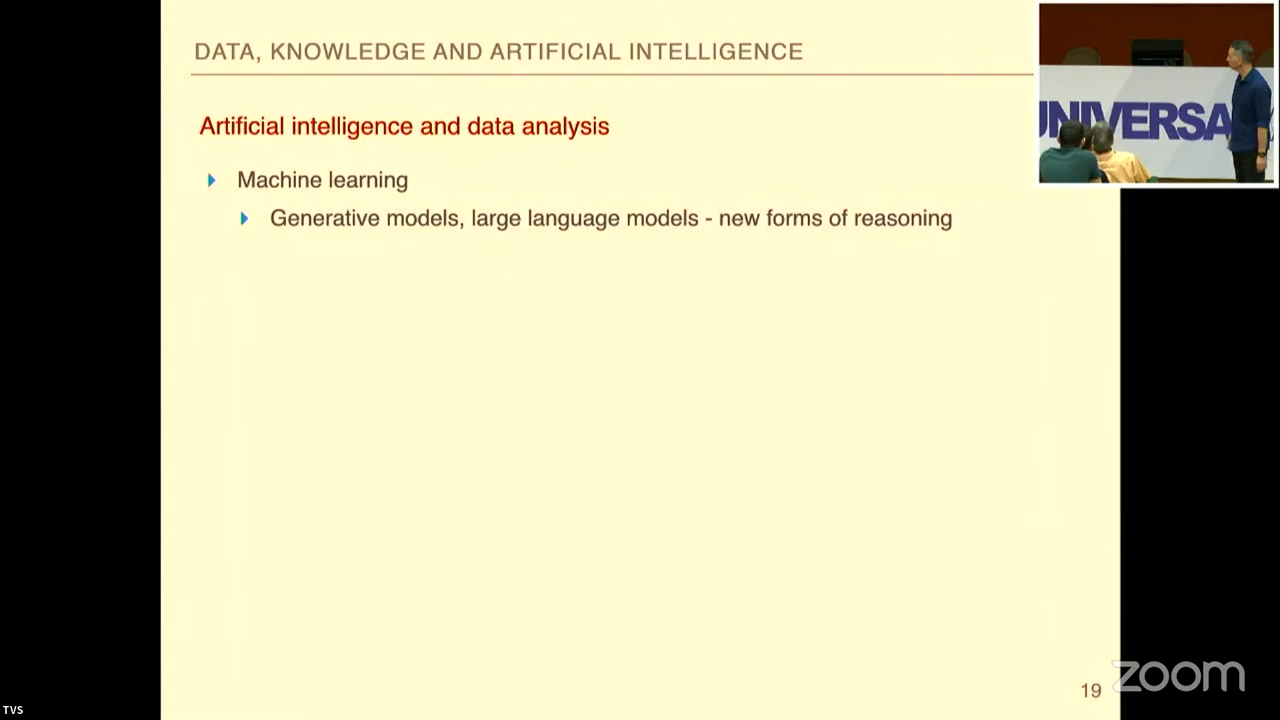 DATA, KNOWLEDGE AND ARTIFICIAL INTELLIGENCE
UNIVERSA
Artificial intelligence and data analysis
Machine learning
Generative models, large language models - new forms of reasoning
19
zoom
TVS